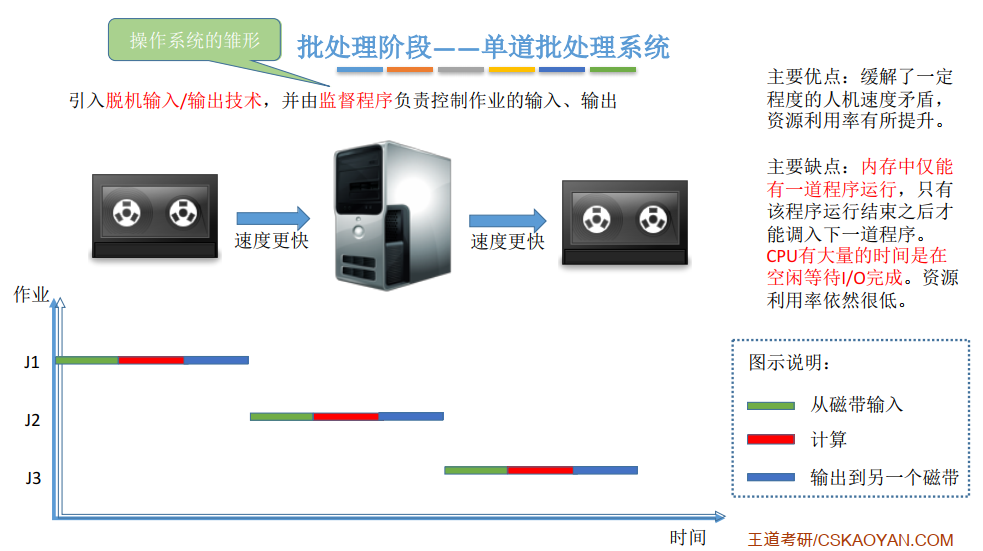 操作系统的雏形
批处理阶段——单道批处理系统
引入脱机输入/输出技术，并由监督程序负责控制作业的输入、输出
速度更快
速度更快
主要优点：缓解了一定
程度的人机速度矛盾，
资源利用率有所提升。
主要缺点：内存中仅能
有一道程序运行，只有
该程序运行结束之后才
能调入下一道程序。
CPU有大量的时间是在
空闲等待I/O完成。资源
利用率依然很低。
作业
J1
J2
J3
时间
图示说明：
从磁带输入
计算
输出到另一个磁带
王道考研/CSKAOYAN.COM